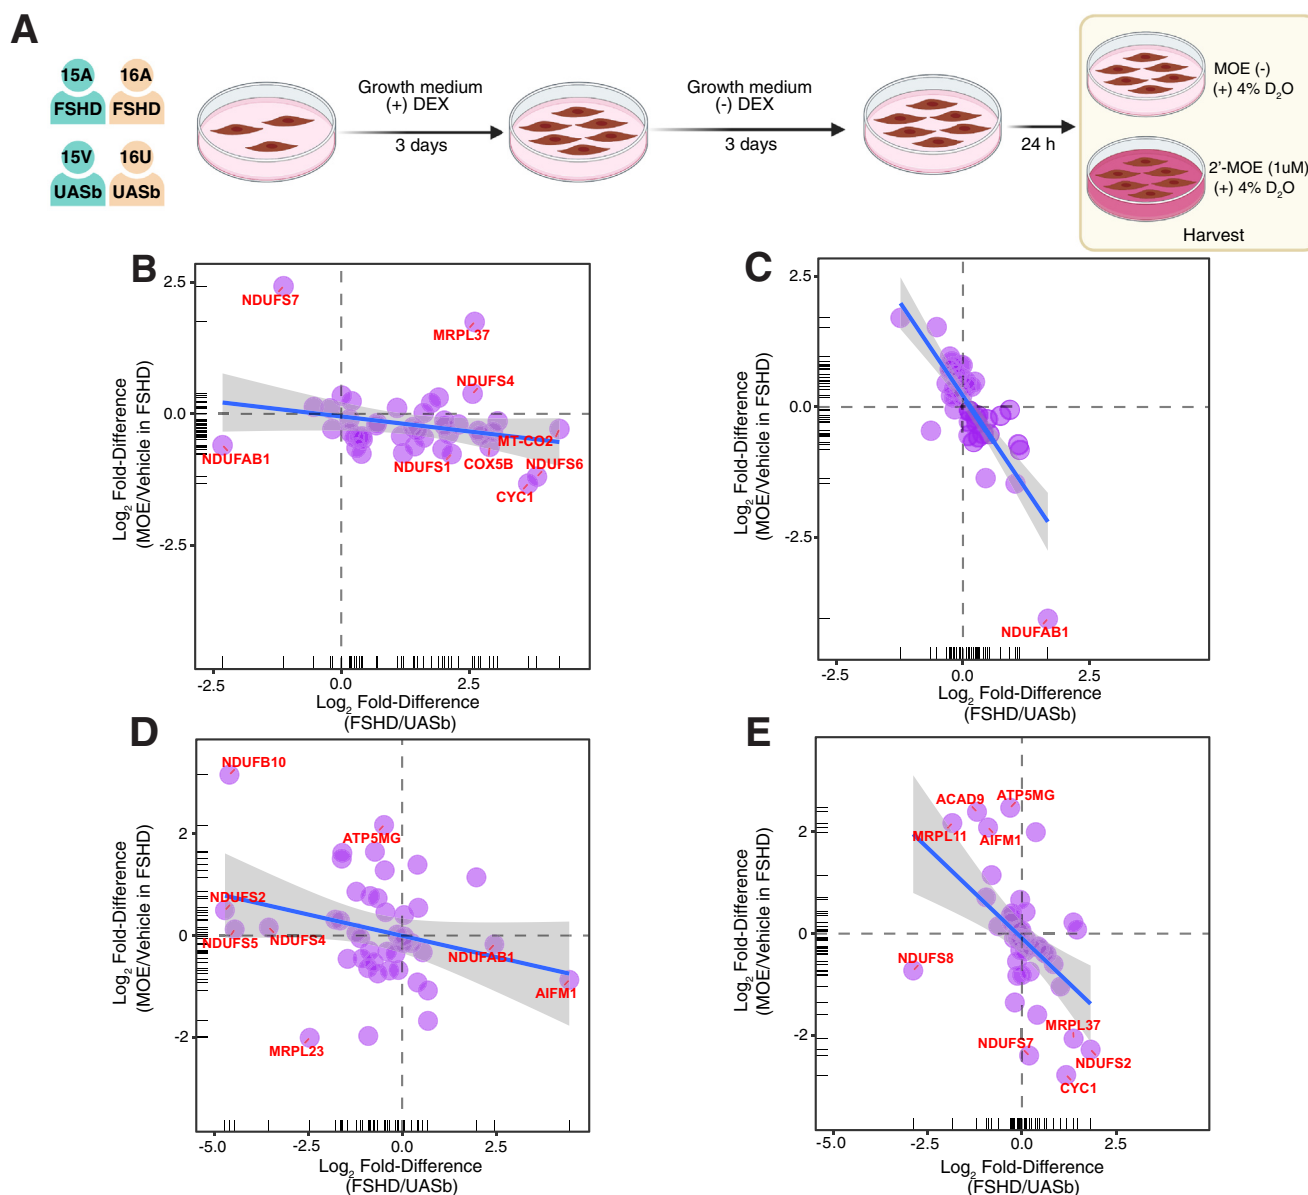 A
15A
16A
FSHD
FSHD
15V
16U
UASb
UASb
Growth medium
(+) DEX
3 days
Growth medium
(-) DEX
3 days
24 h
MOE (-)
(+) 4% D₂O
2'-MOE (1uM)
(+) 4% D₂O
Harvest
B
Log₂ Fold-Difference
(MOE/Vehicle in FSHD)
2.5
0.0
-2.5
NDUFS7
MRPL37
NDUFS4
NDUFAB1
MT-CO2
NDUFS1
COX5B
NDUFS6
CYC1
-2.5
0.0
2.5
Log₂ Fold-Difference
(FSHD/UASb)
C
Log₂ Fold-Difference
(MOE/Vehicle in FSHD)
2.5
0.0
-2.5
NDUFAB1
-2.5
0.0
2.5
Log₂ Fold-Difference
(FSHD/UASb)
D
Log₂ Fold-Difference
(MOE/Vehicle in FSHD)
2
0
-2
NDUFB10
ATP5MG
NDUFS2
NDUFS5
NDUFS4
NDUFAB1
AIFM1
MRPL23
-5.0
-2.5
0.0
2.5
Log₂ Fold-Difference
(FSHD/UASb)
E
Log₂ Fold-Difference
(MOE/Vehicle in FSHD)
2
0
-2
ACAD9
ATP5MG
MRPL11
AIFM1
NDUFS8
MRPL37
NDUFS7
NDUFS2
CYC1
-5.0
-2.5
0.0
2.5
Log₂ Fold-Difference
(FSHD/UASb)